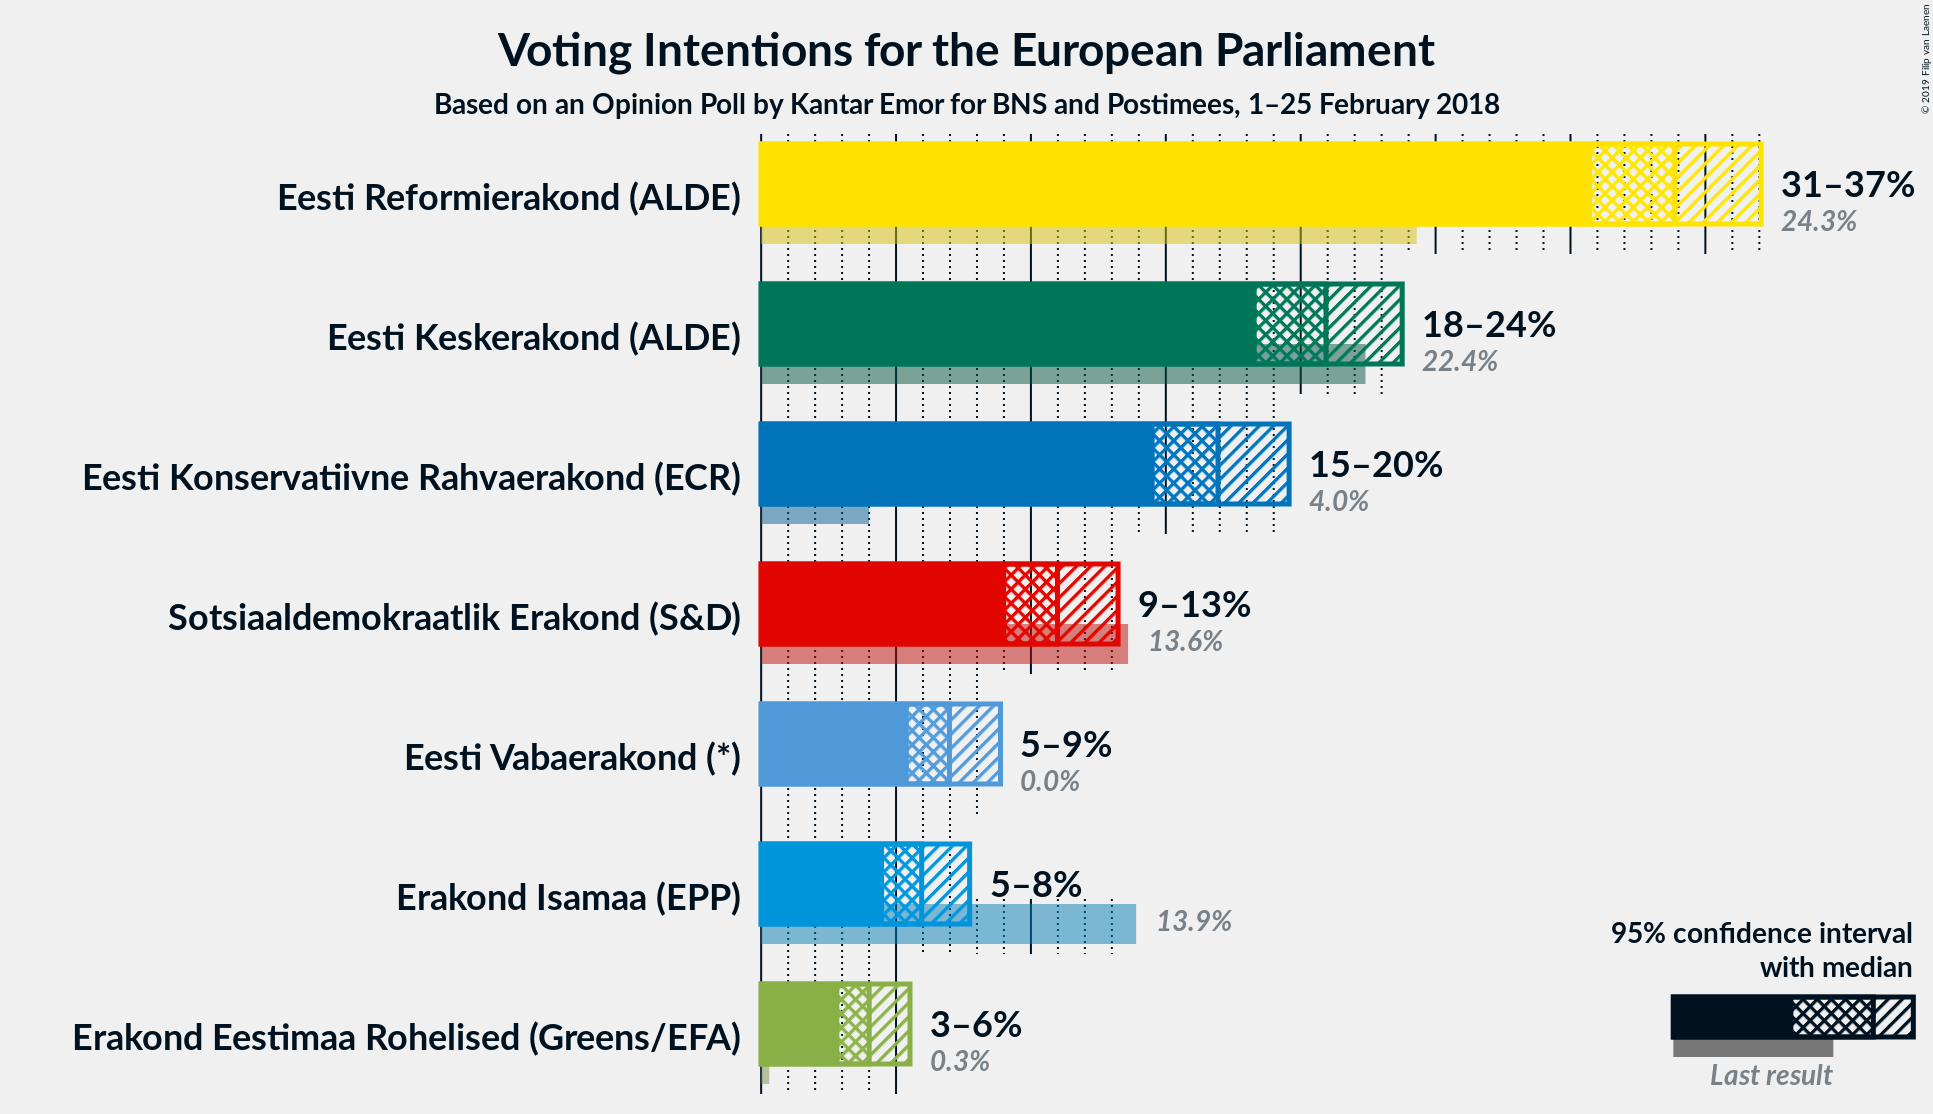 Voting Intentions for the European Parliament
Based on an Opinion Poll by Kantar Emor for BNS and Postimees, 1–25 February 2018
© 2019 Filip van Laenen
Eesti Reformierakond (ALDE)
31–37%
24.3%
Eesti Keskerakond (ALDE)
18–24%
22.4%
Eesti Konservatiivne Rahvaerakond (ECR)
15–20%
4.0%
Sotsiaaldemokraatlik Erakond (S&D)
9–13%
13.6%
Eesti Vabaerakond (*)
5–9%
0.0%
Erakond Isamaa (EPP)
5–8%
13.9%
Erakond Eestimaa Rohelised (Greens/EFA)
3–6%
0.3%
95% confidence interval
with median
Last result